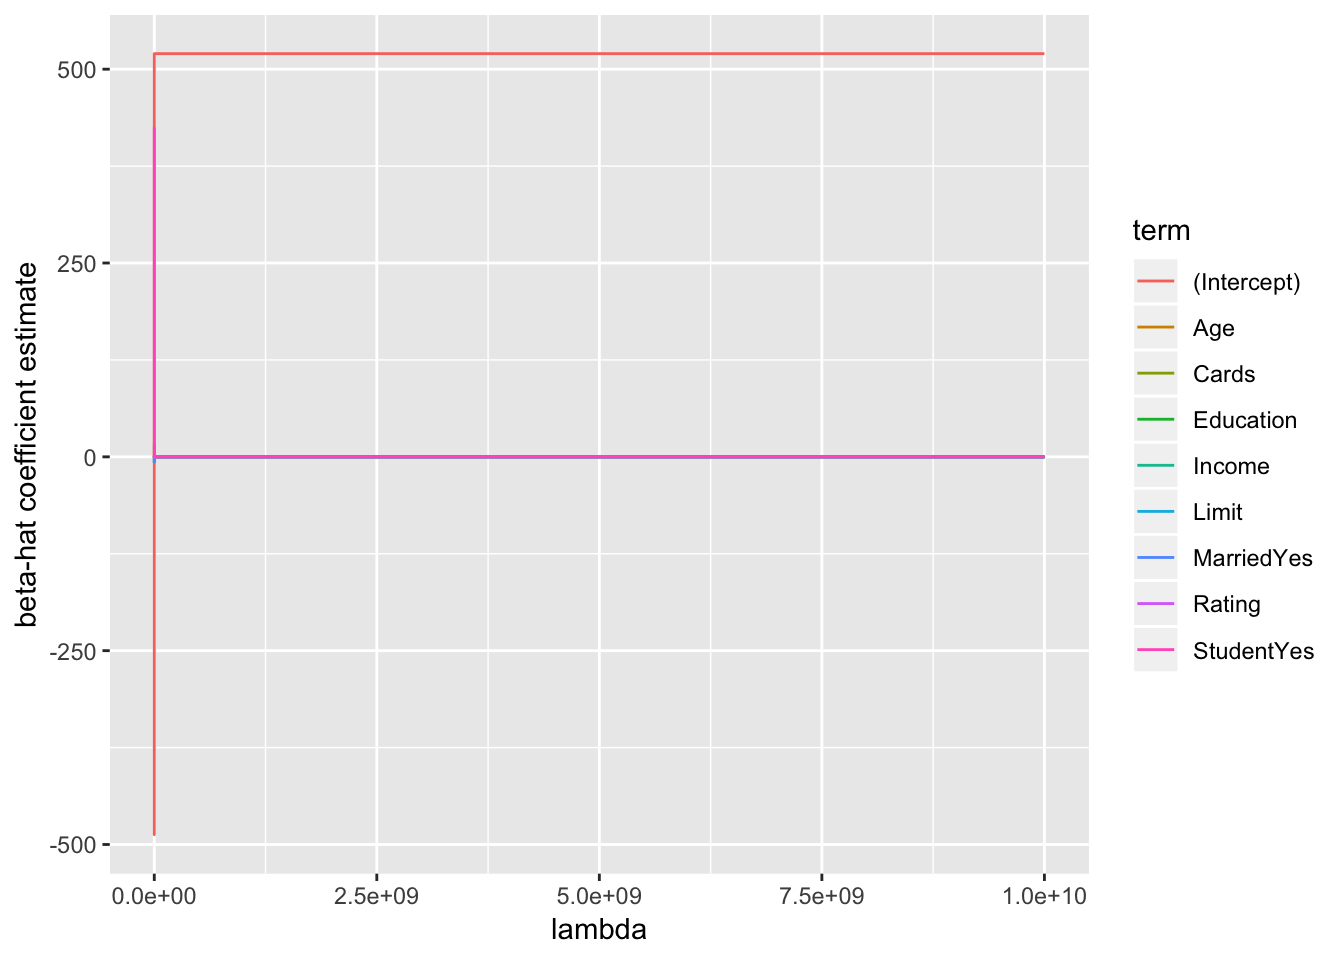 500
250
0
-250
-500
beta-hat coefficient estimate
0.0e+00 2.5e+09 5.0e+09 7.5e+09 1.0e+10
lambda
term
(Intercept)
Age
Cards
Education
Income
Limit
MarriedYes
Rating
StudentYes